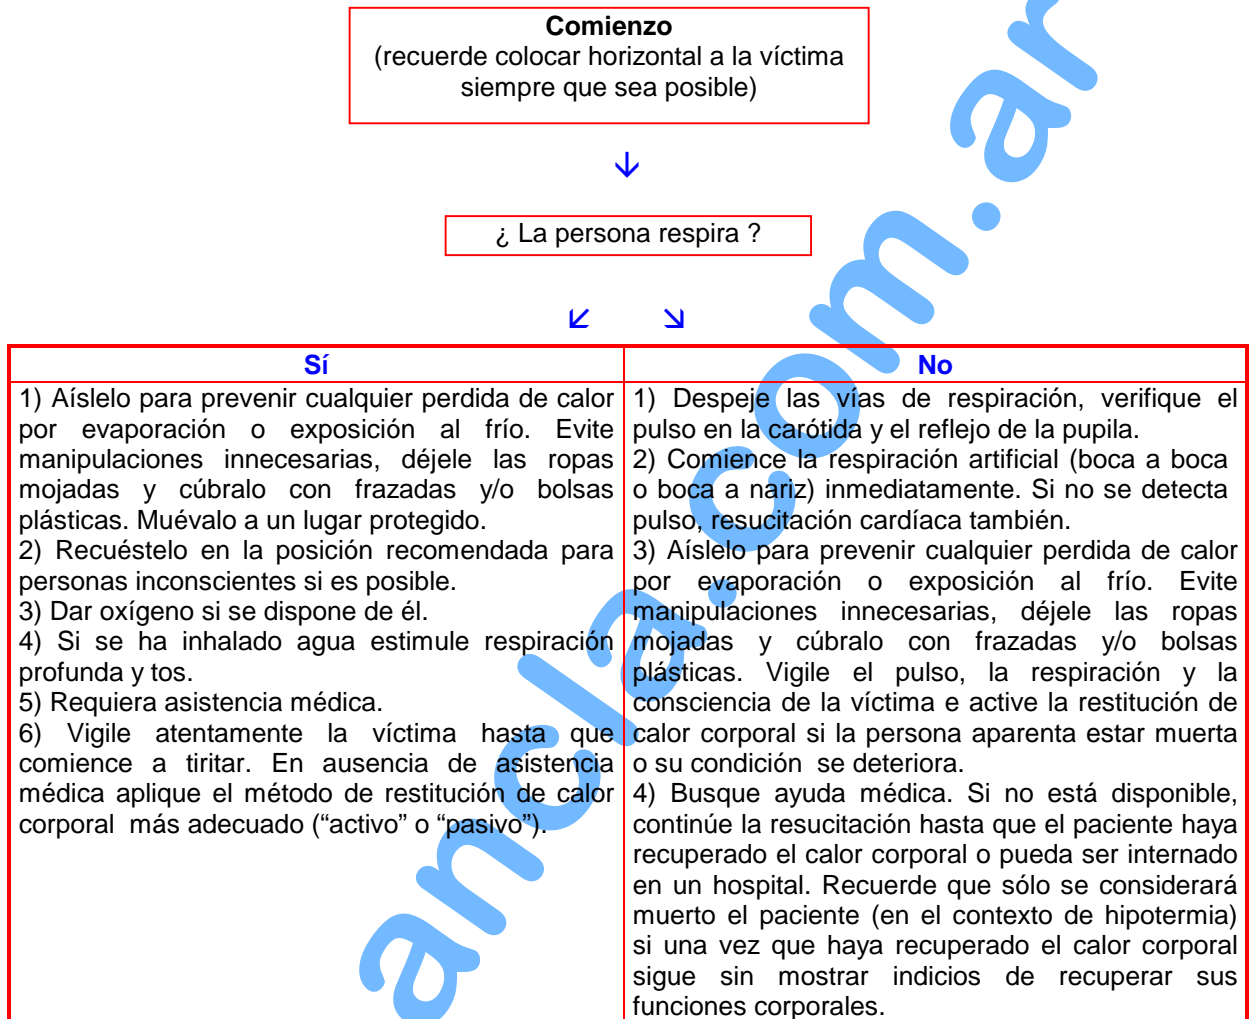 Comienzo
(recuerde colocar horizontal a la víctima
siempre que sea posible)
¿ La persona respira ?
Sí
1) Aíslelo para prevenir cualquier perdida de calor
por evaporación o exposición al frío. Evite
manipulaciones innecesarias, déjele las ropas
mojadas y cúbralo con frazadas y/o bolsas
plásticas. Muévalo a un lugar protegido.
2) Recuéstelo en la posición recomendada para
personas inconscientes si es posible.
3) Dar oxígeno si se dispone de él.
4) Si se ha inhalado agua estimule respiración
profunda y tos.
5) Requiera asistencia médica.
6) Vigile atentamente la víctima hasta que
comience a tiritar. En ausencia de asistencia
médica aplique el método de restitución de calor
corporal más adecuado (“activo” o “pasivo”).
No
1) Despeje las vías de respiración, verifique el
pulso en la carótida y el reflejo de la pupila.
2) Comience la respiración artificial (boca a boca
o boca a nariz) inmediatamente. Si no se detecta
pulso, resucitación cardíaca también.
3) Aíslelo para prevenir cualquier perdida de calor
por evaporación o exposición al frío. Evite
manipulaciones innecesarias, déjele las ropas
mojadas y cúbralo con frazadas y/o bolsas
plásticas. Vigile el pulso, la respiración y la
consciencia de la víctima e active la restitución de
calor corporal si la persona aparenta estar muerta
o su condición se deteriora.
4) Busque ayuda médica. Si no está disponible,
continúe la resucitación hasta que el paciente haya
recuperado el calor corporal o pueda ser internado
en un hospital. Recuerde que sólo se considerará
muerto el paciente (en el contexto de hipotermia)
si una vez que haya recuperado el calor corporal
sigue sin mostrar indicios de recuperar sus
funciones corporales.
ancla.com.ar